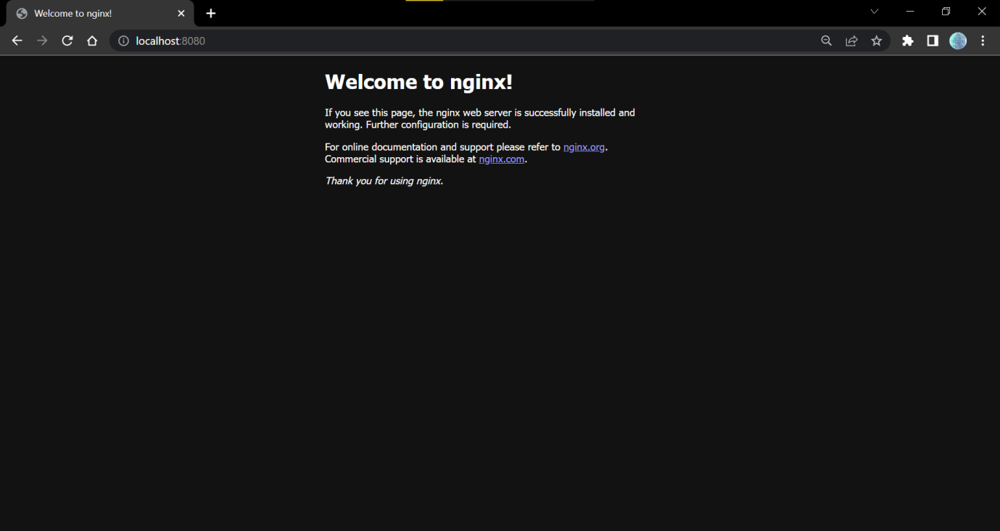 Welcome to nginx!
localhost:8080
Welcome to nginx!
If you see this page, the nginx web server is successfully installed and
working. Further configuration is required.
For online documentation and support please refer to nginx.org.
Commercial support is available at nginx.com.
Thank you for using nginx.